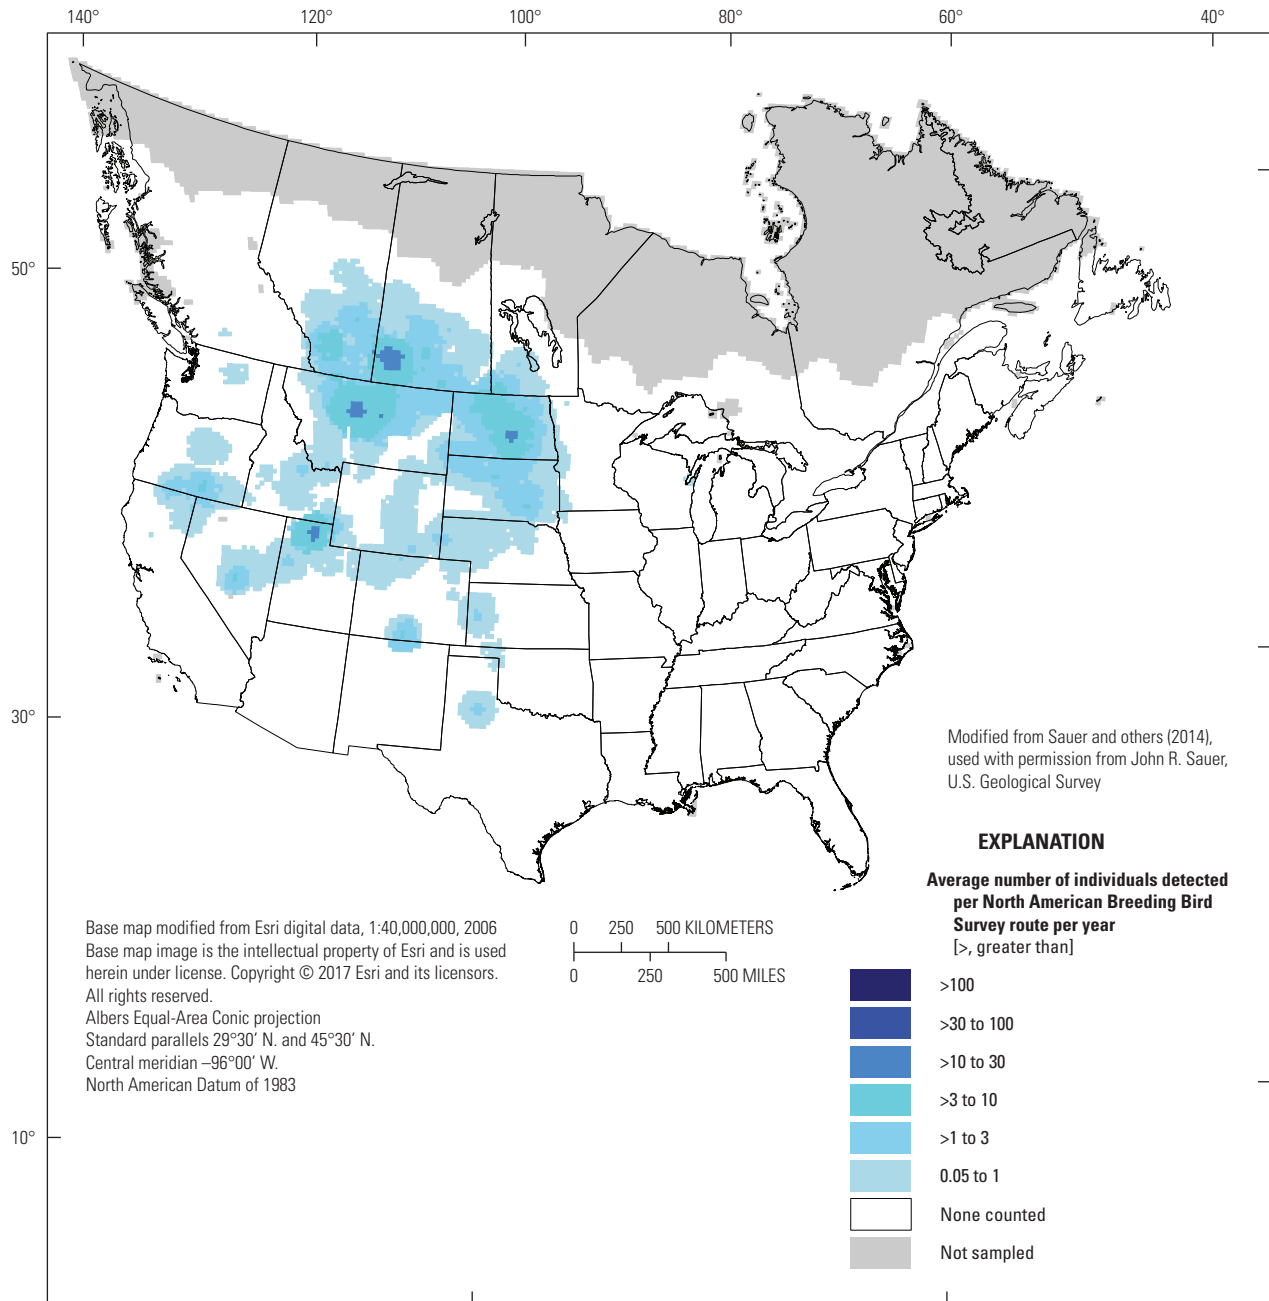 140° 120° 100° 80° 60° 40°
50°
30°
10°
Modified from Sauer and others (2014),
used with permission from John R. Sauer,
U.S. Geological Survey
EXPLANATION
Average number of individuals detected
per North American Breeding Bird
Survey route per year
[>, greater than]
>100
>30 to 100
>10 to 30
>3 to 10
>1 to 3
0.05 to 1
None counted
Not sampled
Base map modified from Esri digital data, 1:40,000,000, 2006
Base map image is the intellectual property of Esri and is used
herein under license. Copyright © 2017 Esri and its licensors.
All rights reserved.
Albers Equal-Area Conic projection
Standard parallels 29°30′ N. and 45°30′ N.
Central meridian –96°00′ W.
North American Datum of 1983
0 250 500 KILOMETERS
0 250 500 MILES